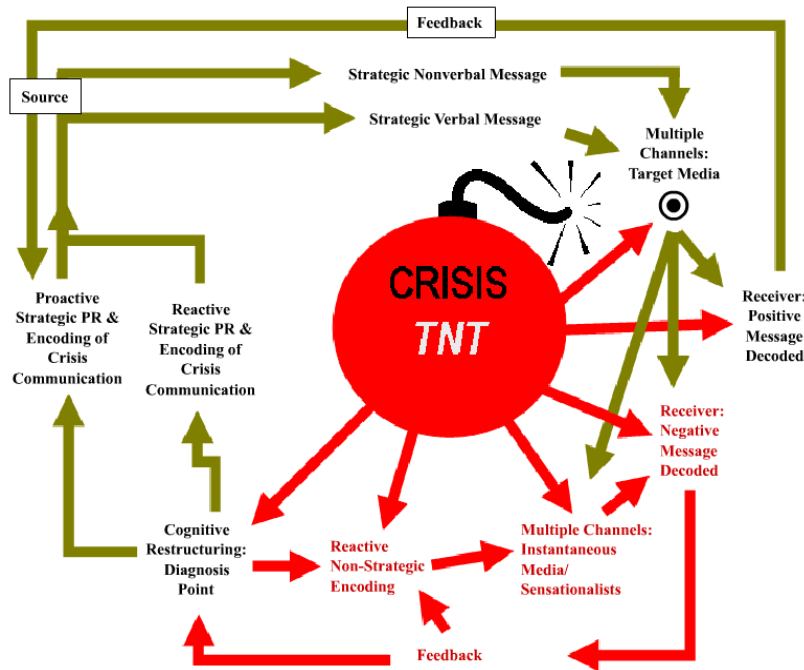 Feedback
Source
Strategic Nonverbal Message
Strategic Verbal Message
Multiple
Channels:
Target Media
CRISIS
TNT
Proactive
Strategic PR &
Encoding of
Crisis
Communication
Reactive
Strategic PR &
Encoding of
Crisis
Communication
Receiver:
Positive
Message
Decoded
Receiver:
Negative
Message
Decoded
Cognitive
Restructuring:
Diagnosis
Point
Reactive
Non-Strategic
Encoding
Multiple Channels:
Instantaneous
Media/
Sensationalists
Feedback